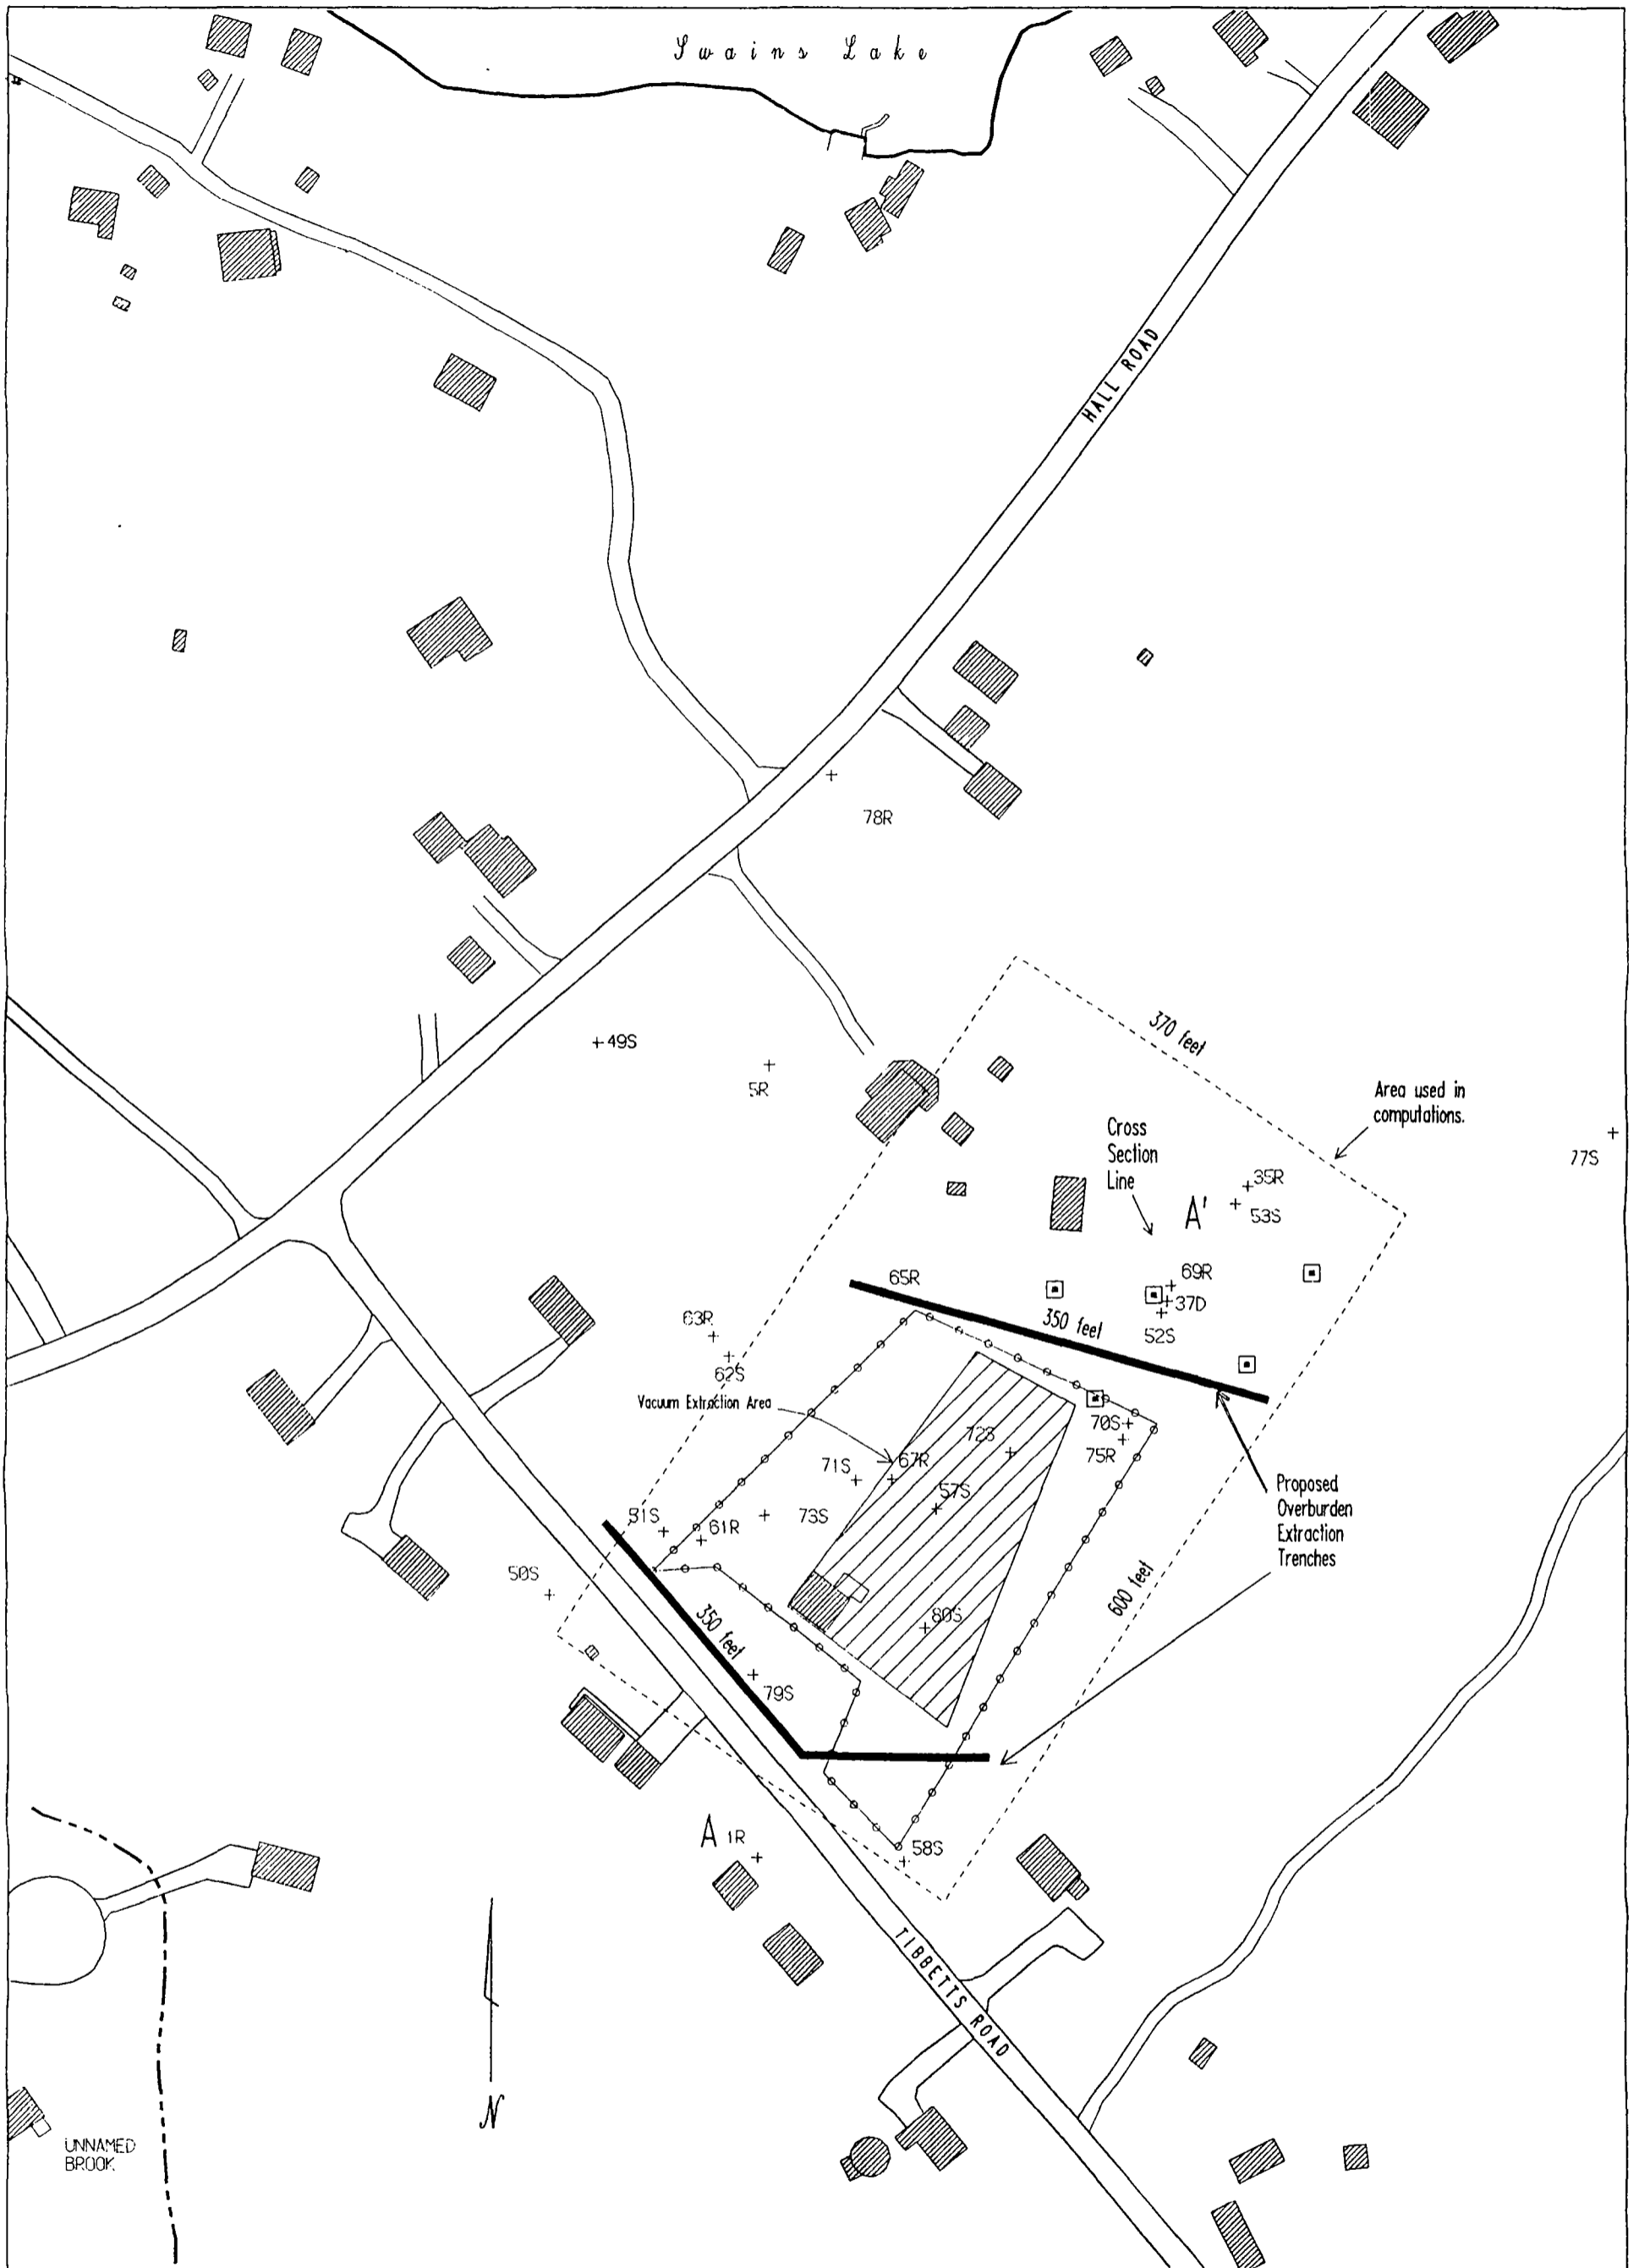 Swains Lake
HALL ROAD
78R
+49S
5R
370 feet
Area used in
computations.
77S
Cross
Section
Line
A'
35R
53S
65R
69R
37D
350 feet
52S
63R
62S
Vacuum Extraction Area
70S
72S
75R
71S
67R
57S
Proposed
Overburden
Extraction
Trenches
73S
61R
50S
600 feet
350 feet
80S
79S
A
1R
58S
TIBBETTS ROAD
N
UNNAMED
BROOK